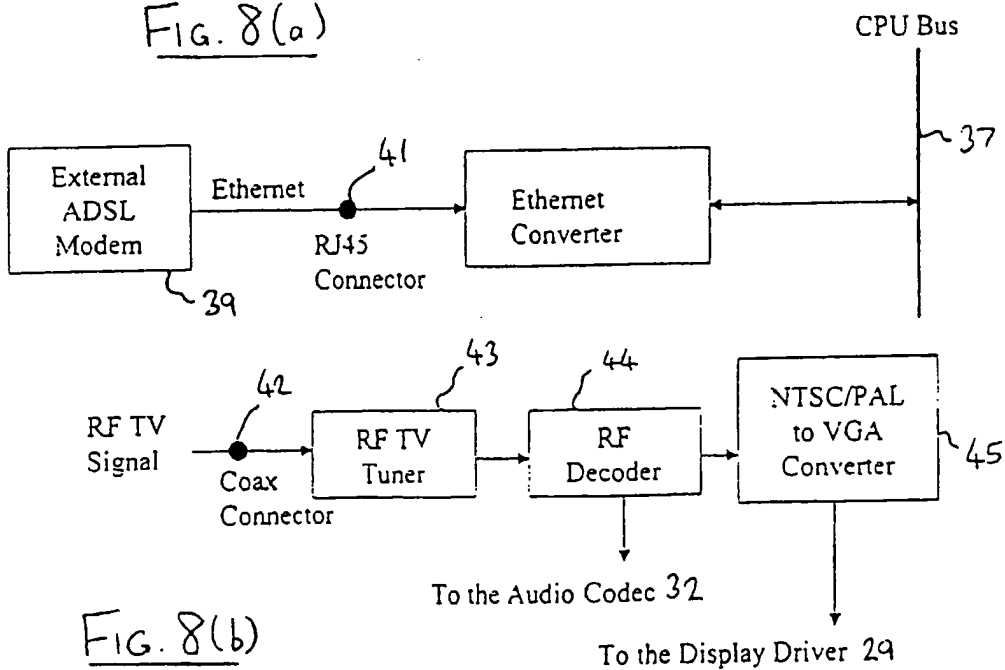 FIG. 8(a)
CPU Bus
37
External
ADSL
Modem
39
Ethernet
41
RJ45
Connector
Ethernet
Converter
RF TV
Signal
42
Coax
Connector
43
RF TV
Tuner
44
RF
Decoder
NTSC/PAL
to VGA
Converter
45
To the Audio Codec 32
To the Display Driver 29
FIG. 8(b)